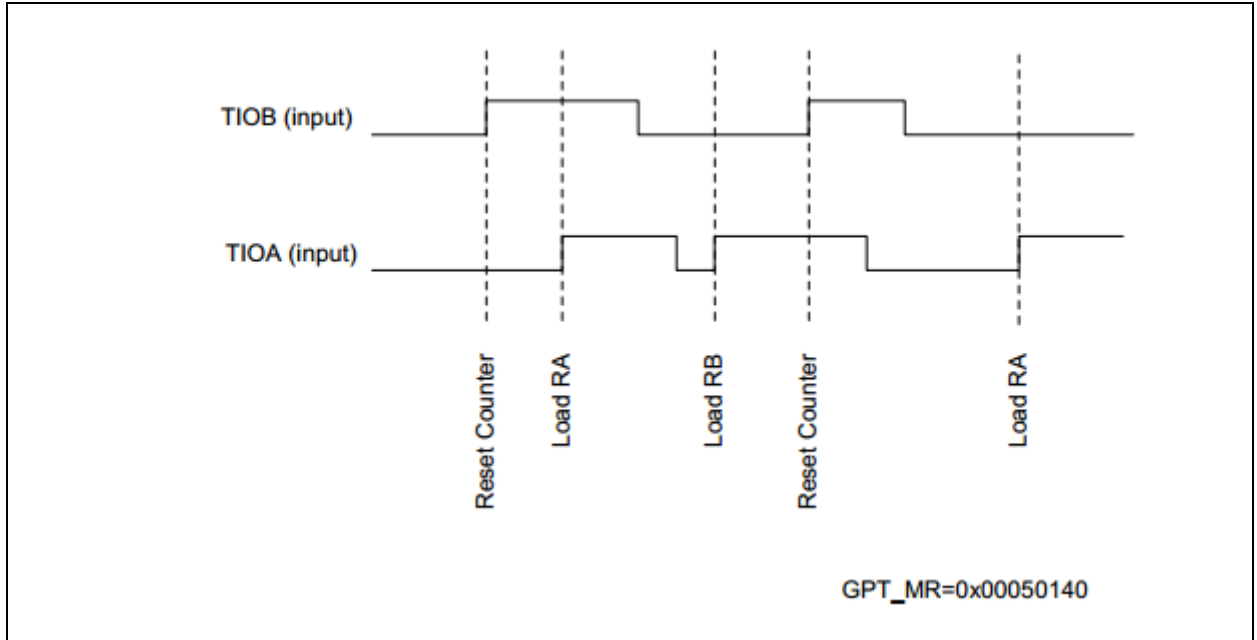 TIOB (input)
TIOA (input)
Reset Counter
Load RA
Load RB
Reset Counter
Load RA
GPT_MR=0x00050140